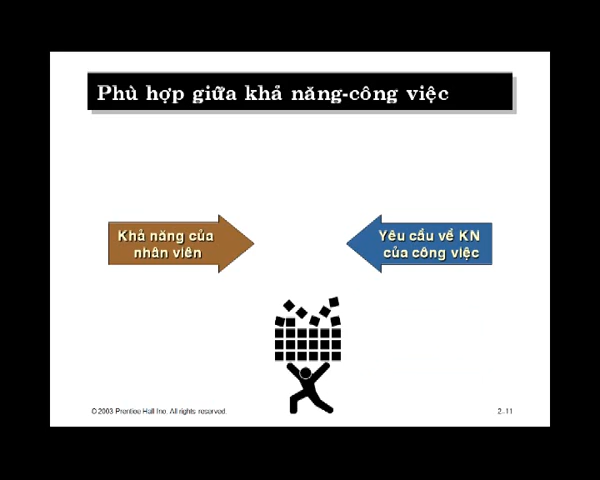 Phù hợp giữa khả năng-công việc
Khả năng của
nhân viên
Yêu cầu về KN
của công việc
© 2003 Prentice Hall Inc. All rights reserved.
2–11